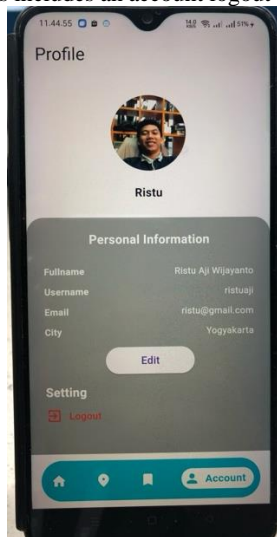 11.44.55
51%
Profile
Ristu
Personal Information
Fullname Ristu Aji Wijayanto
Username ristuaji
Email ristu@gmail.com
City Yogyakarta
Edit
Setting
Logout
Account